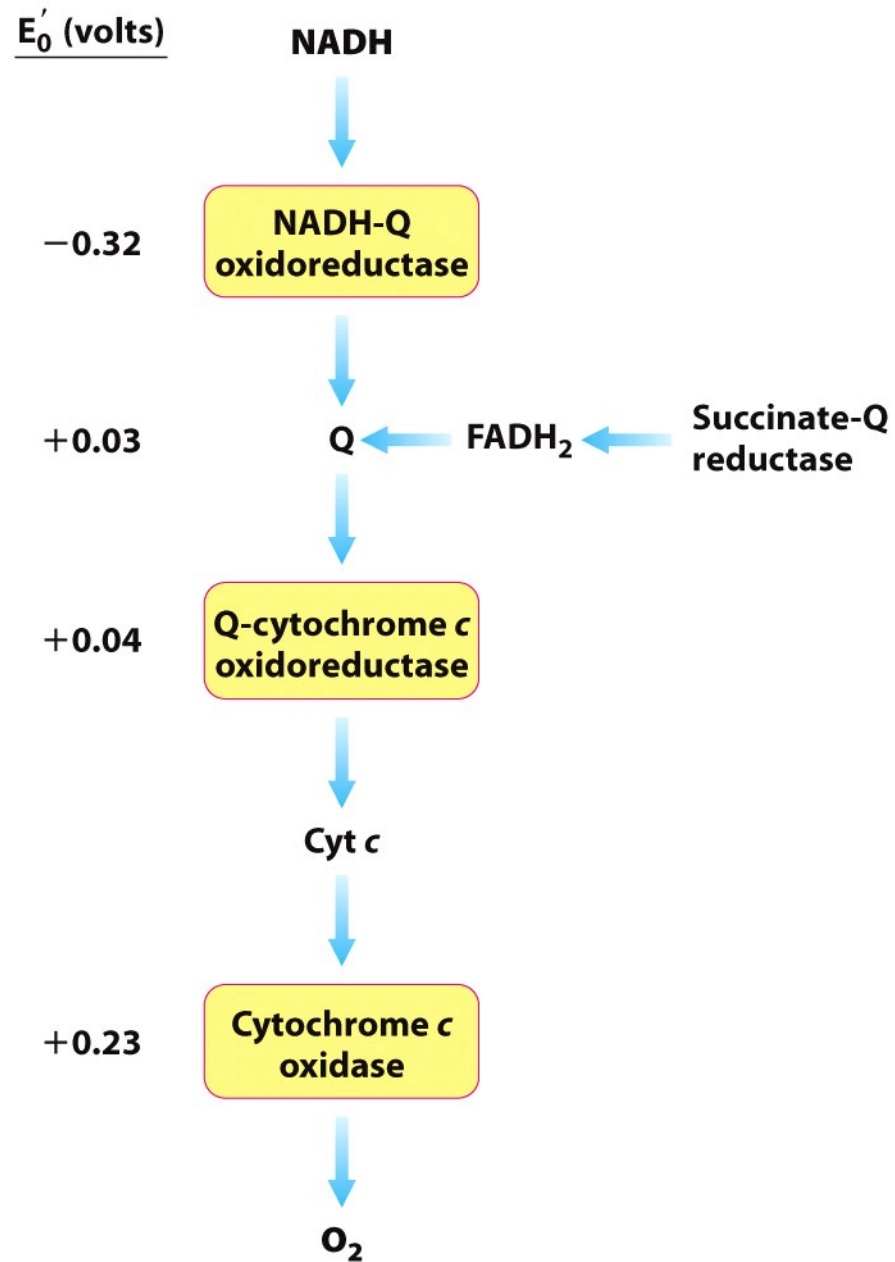 E₀′ (volts)
NADH
−0.32
NADH-Q
oxidoreductase
+0.03
Q
FADH₂
Succinate-Q
reductase
+0.04
Q-cytochrome c
oxidoreductase
Cyt c
+0.23
Cytochrome c
oxidase
O₂